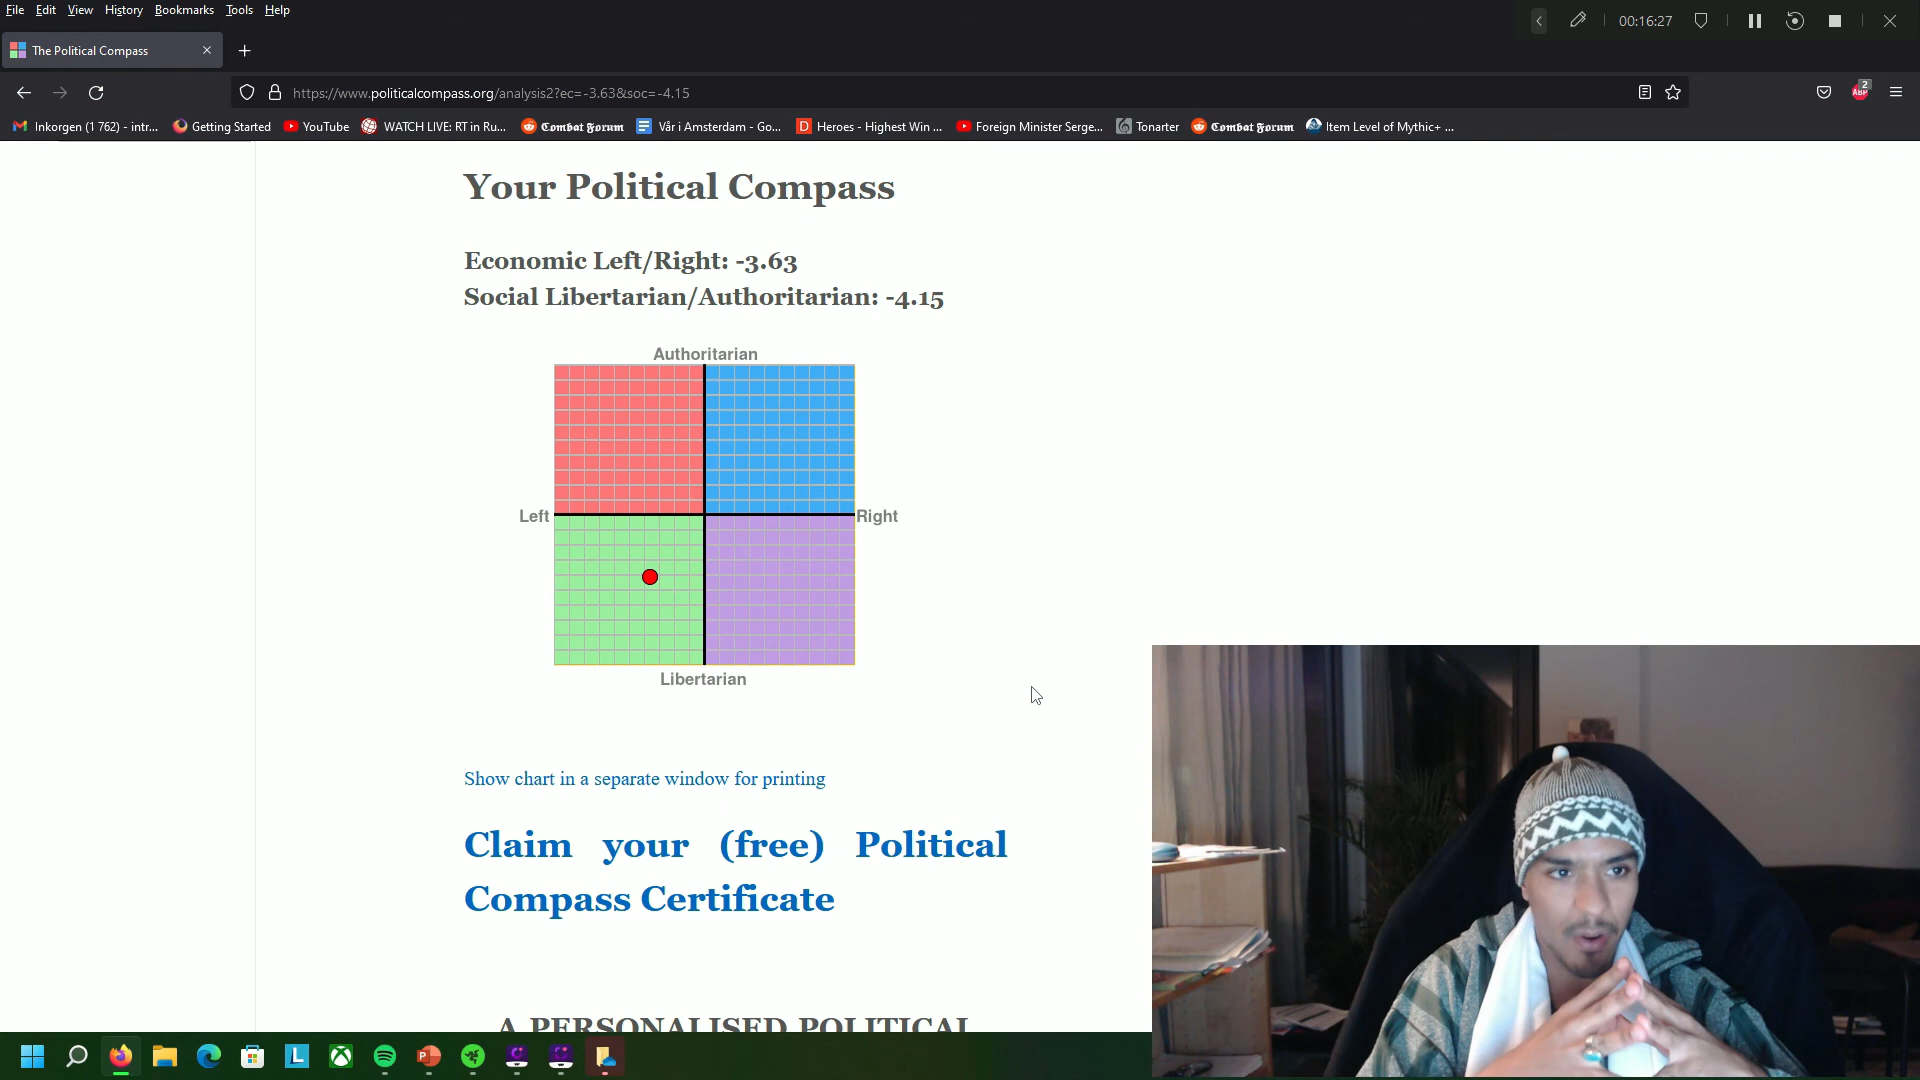 File Edit View History Bookmarks Tools Help
00:16:27
The Political Compass
https://www.politicalcompass.org/analysis2?ec=-3.63&soc=-4.15
2
ABP
Inkorgen (1 762) - intr... Getting Started YouTube WATCH LIVE: RT in Ru... Combat Forum Vår i Amsterdam - Go... Heroes - Highest Win ... Foreign Minister Serge... Tonarter Combat Forum Item Level of Mythic+ ...
Your Political Compass
Economic Left/Right: -3.63
Social Libertarian/Authoritarian: -4.15
Authoritarian
Left
Right
Libertarian
Show chart in a separate window for printing
Claim your (free) Political
Compass Certificate
A PERSONALISED POLITICAL